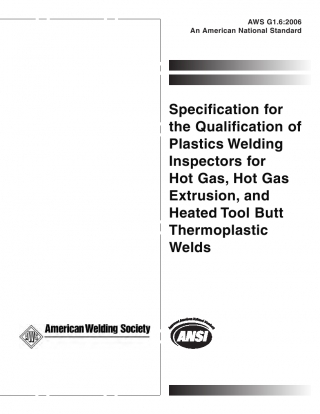 AWS G1.6:2006
An American National Standard
Specification for
the Qualification of
Plastics Welding
Inspectors for
Hot Gas, Hot Gas
Extrusion, and
Heated Tool Butt
Thermoplastic
Welds
AWS
American Welding Society
ANSI